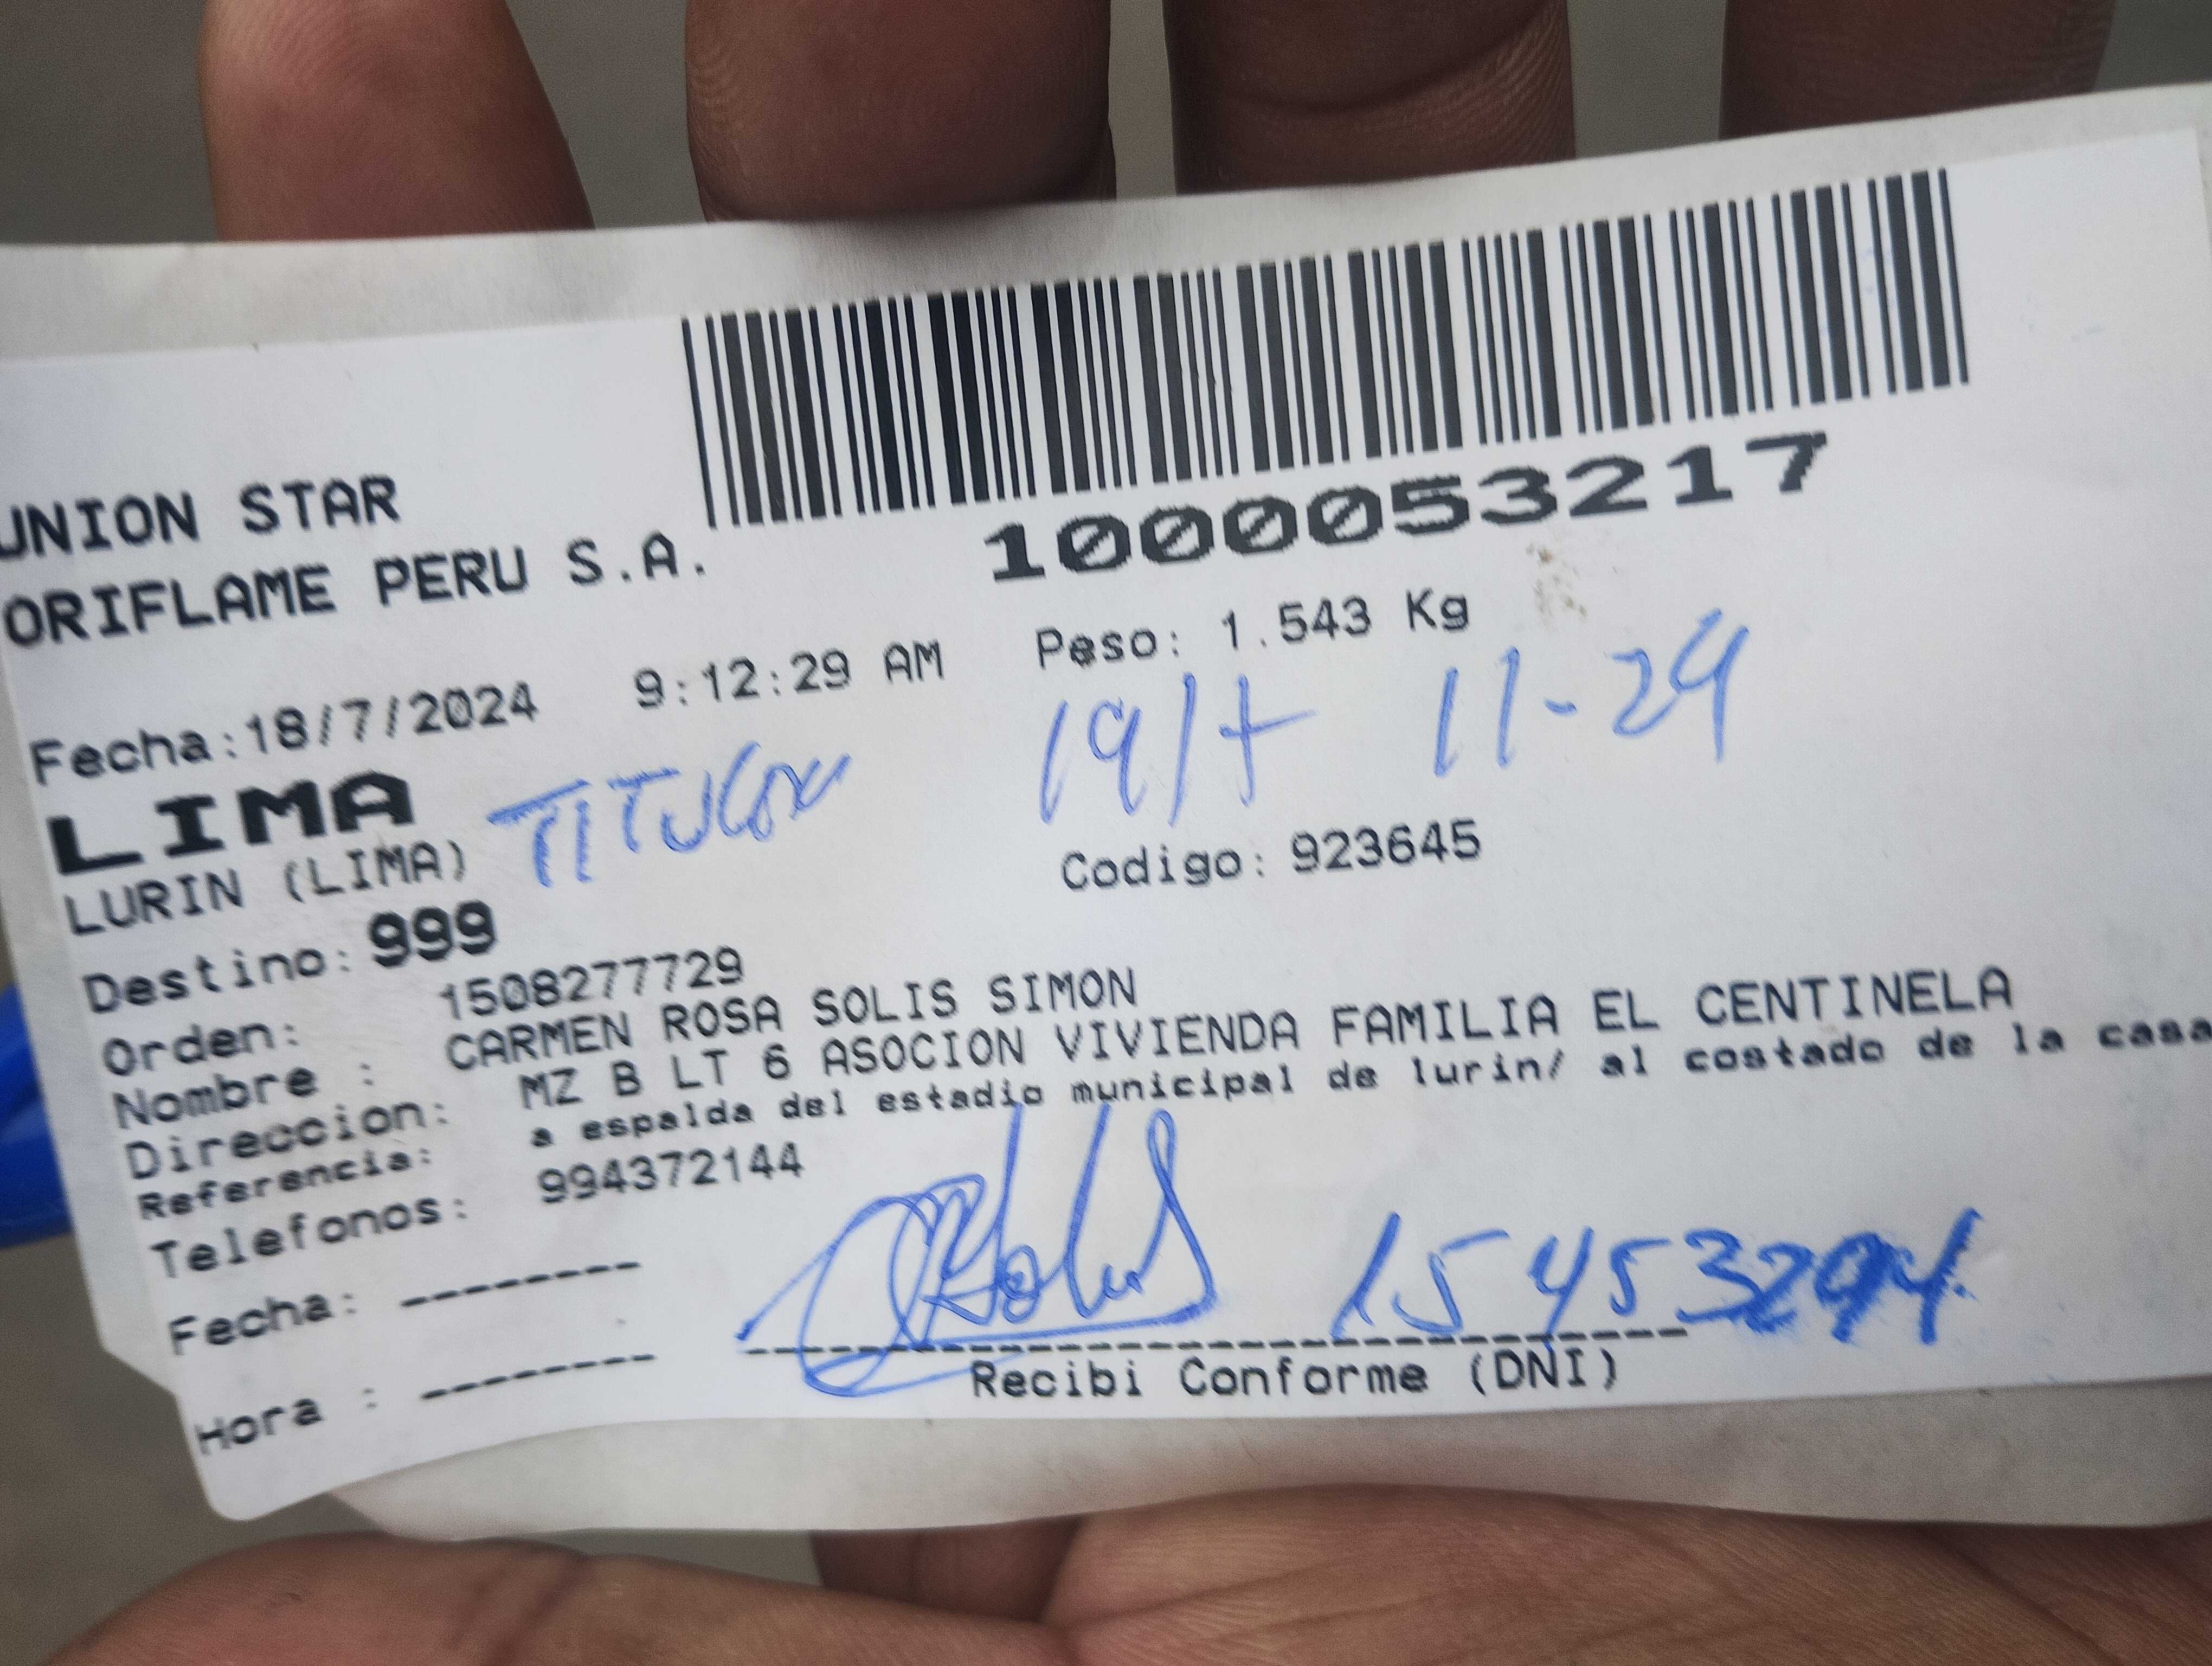 UNION STAR
ORIFLAME PERU S.A.
1000053217
Fecha:18/7/2024 9:12:29 AM Peso: 1.543 Kg
19/7 11-29
LIMA TITULAR
LURIN (LIMA)
Codigo: 923645
Destino: 999
Orden: 1508277729
Nombre : CARMEN ROSA SOLIS SIMON
Direccion: MZ B LT 6 ASOCION VIVIENDA FAMILIA EL CENTINELA
Referencia: a espalda del estadio municipal de lurin/ al costado de la casa
Telefonos: 994372144
Fecha: --------
Hora : --------
Recibi Conforme (DNI)